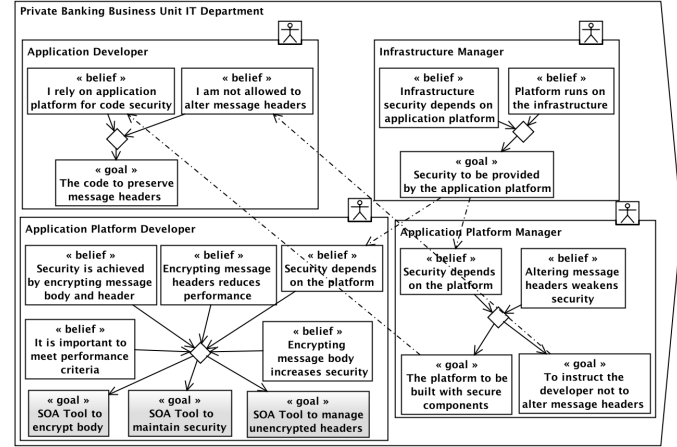 Private Banking Business Unit IT Department
Application Developer
« belief »
I rely on application
platform for code security
« belief »
I am not allowed to
alter message headers
« goal »
The code to preserve
message headers
Infrastructure Manager
« belief »
Infrastructure
security depends on
application platform
« belief »
Platform runs on
the infrastructure
« goal »
Security to be provided
by the application platform
Application Platform Developer
« belief »
Security is achieved
by encrypting message
body and header
« belief »
Encrypting message
headers reduces
performance
« belief »
Security depends
on the platform
« belief »
It is important to
meet performance
criteria
« belief »
Encrypting
message body
increases security
« goal »
SOA Tool to
encrypt body
« goal »
SOA Tool to
maintain security
« goal »
SOA Tool to manage
unencrypted headers
Application Platform Manager
« belief »
Security depends
on the platform
« belief »
Altering message
headers weakens
security
« goal »
The platform to be
built with secure
components
« goal »
To instruct the
developer not to
alter message headers